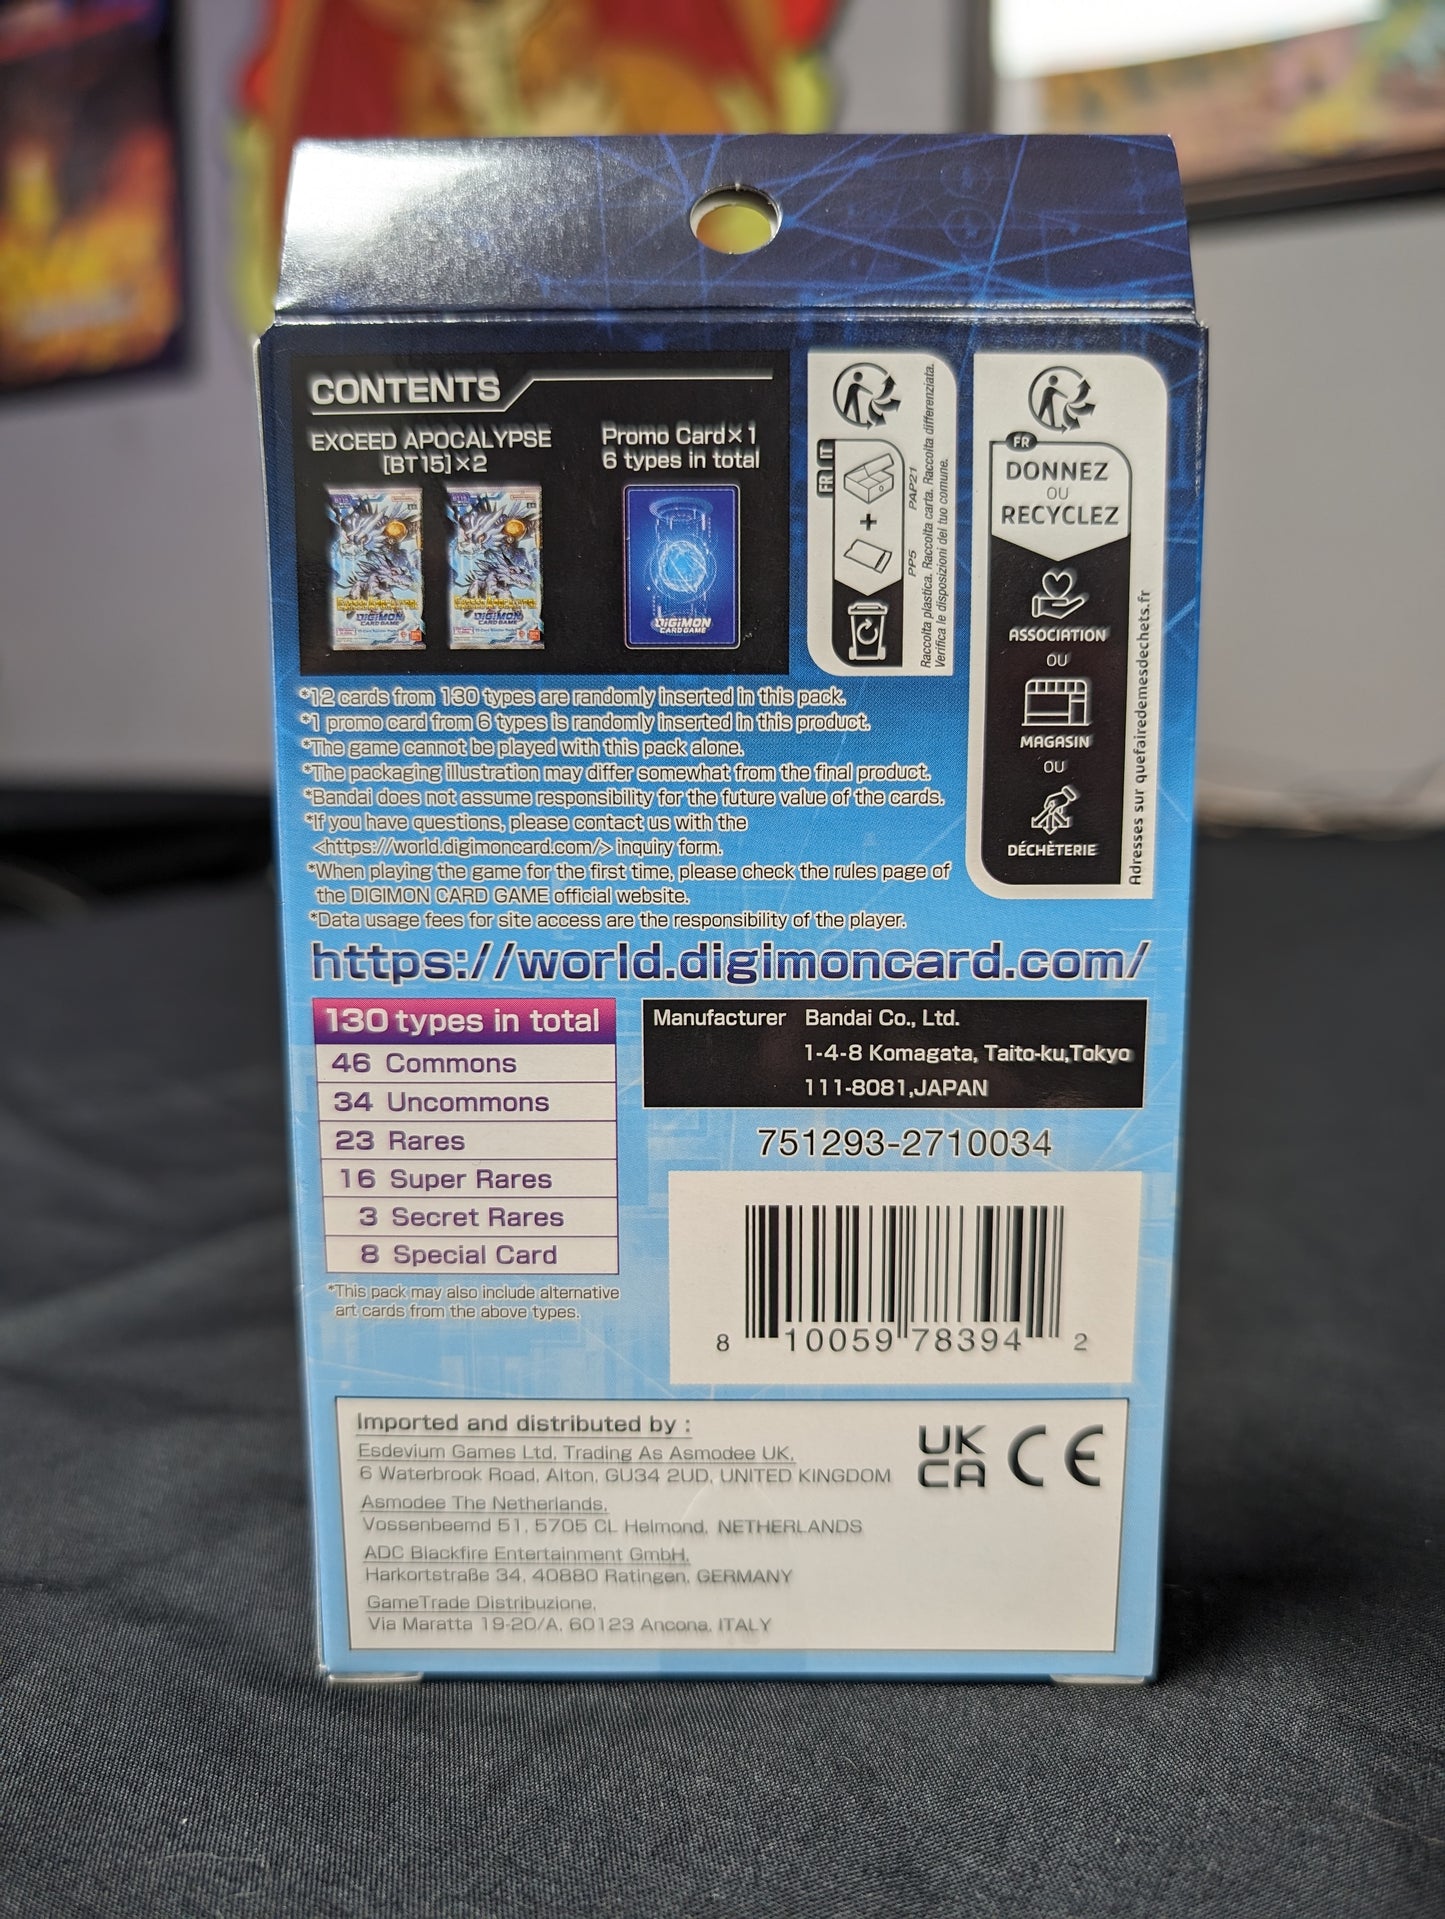 CONTENTS
EXCEED APOCALYPSE
[BT15]×2
Promo Card×1
6 types in total
DIGIMON
CARD GAME
DIGIMON
CARD GAME
DIGIMON
CARD GAME
FR IT
PAP21
PP5
Raccolta plastica. Raccolta carta. Raccolta differenziata.
Verifica le disposizioni del tuo comune.
FR
DONNEZ
OU
RECYCLEZ
ASSOCIATION
OU
MAGASIN
OU
DÉCHÈTERIE
Adresses sur quefairedemesdechets.fr
*12 cards from 130 types are randomly inserted in this pack.
*1 promo card from 6 types is randomly inserted in this product.
*The game cannot be played with this pack alone.
*The packaging illustration may differ somewhat from the final product.
*Bandai does not assume responsibility for the future value of the cards.
*If you have questions, please contact us with the
<https://world.digimoncard.com/> inquiry form.
*When playing the game for the first time, please check the rules page of
the DIGIMON CARD GAME official website.
*Data usage fees for site access are the responsibility of the player.
https://world.digimoncard.com/
130 types in total
46 Commons
34 Uncommons
23 Rares
16 Super Rares
3 Secret Rares
8 Special Card
*This pack may also include alternative
art cards from the above types.
Manufacturer Bandai Co., Ltd.
1-4-8 Komagata, Taito-ku,Tokyo
111-8081,JAPAN
751293-2710034
8 10059 78394 2
Imported and distributed by :
Esdevium Games Ltd, Trading As Asmodee UK,
6 Waterbrook Road, Alton, GU34 2UD, UNITED KINGDOM
Asmodee The Netherlands,
Vossenbeemd 51, 5705 CL Helmond, NETHERLANDS
ADC Blackfire Entertainment GmbH,
Harkortstraße 34, 40880 Ratingen, GERMANY
GameTrade Distribuzione,
Via Maratta 19-20/A, 60123 Ancona, ITALY
UK
CA
CE